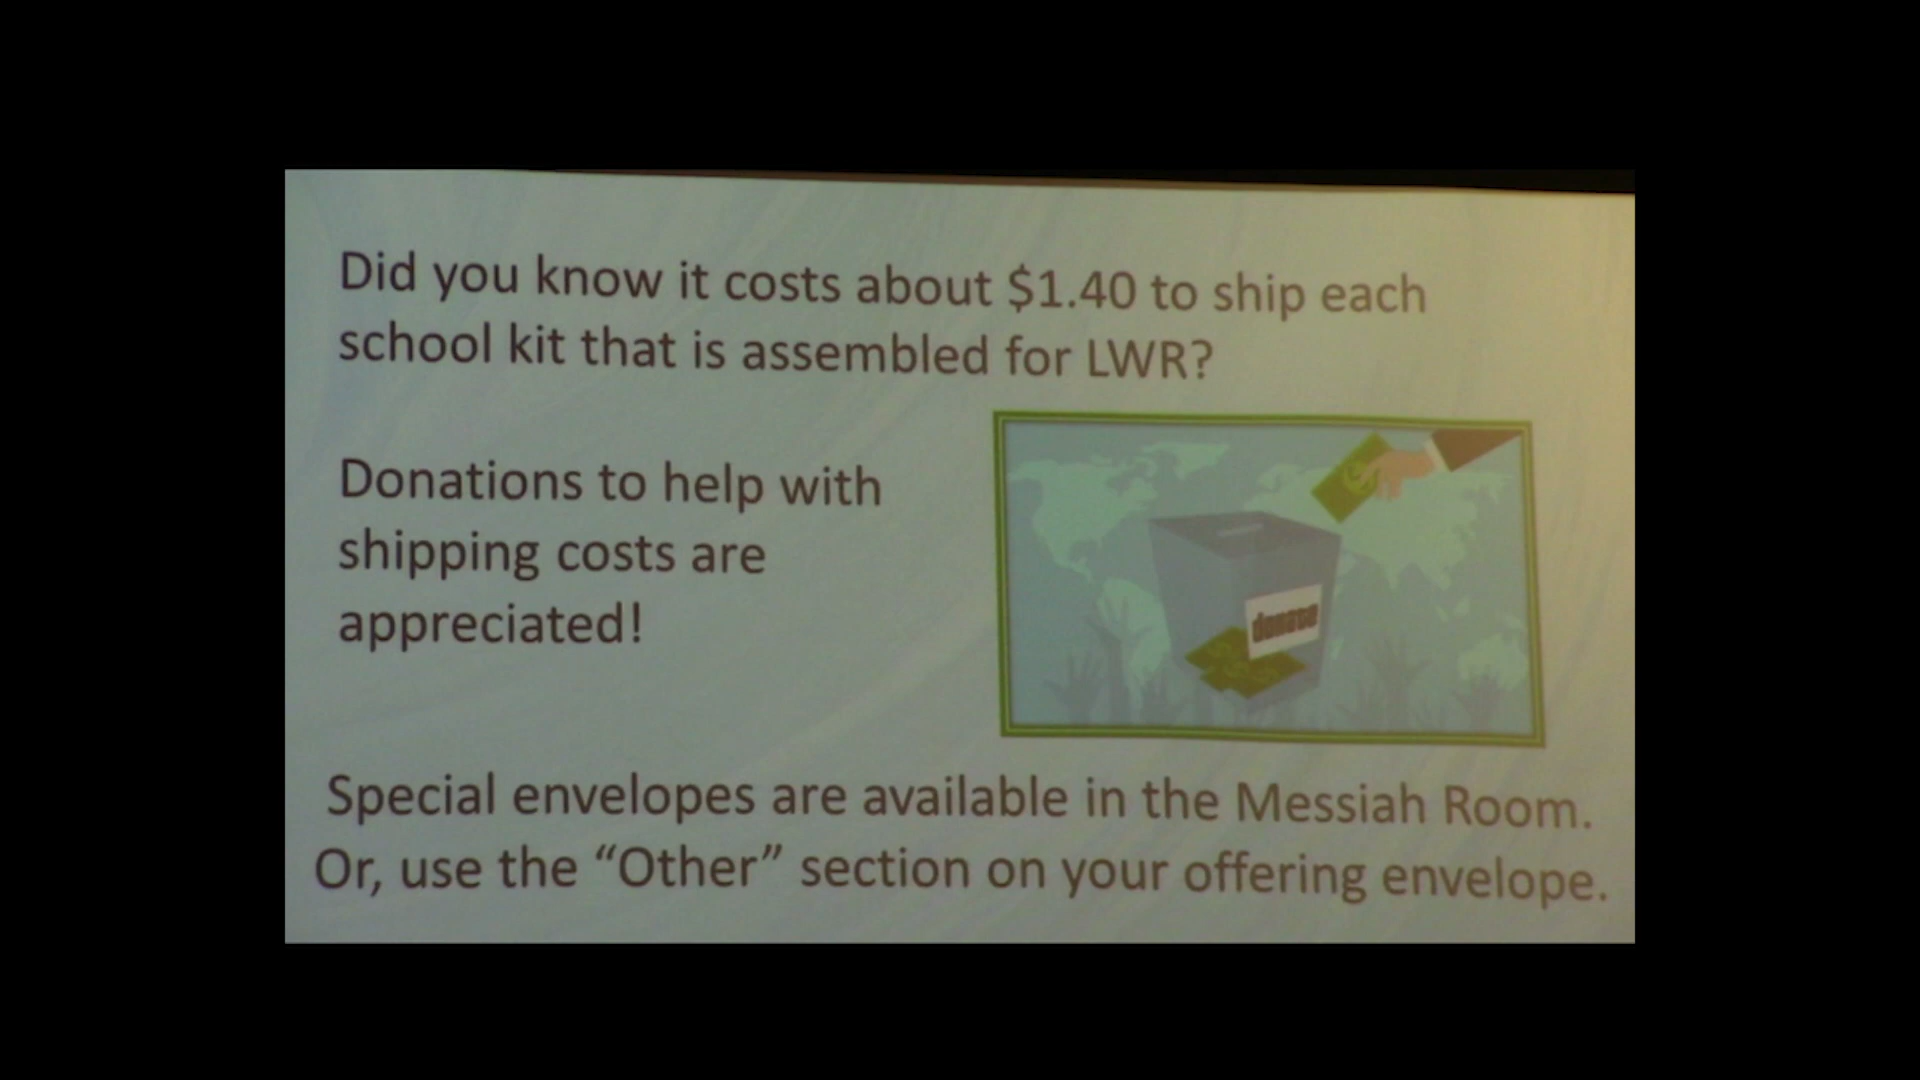 Did you know it costs about $1.40 to ship each
school kit that is assembled for LWR?
Donations to help with
shipping costs are
appreciated!
donate
Special envelopes are available in the Messiah Room.
Or, use the “Other” section on your offering envelope.